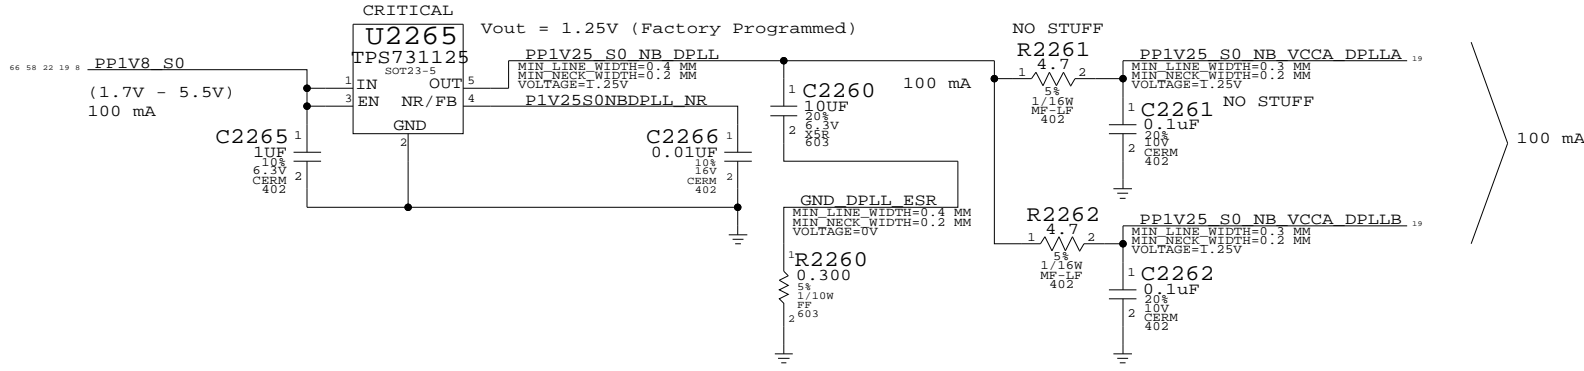 CRITICAL
U2265
TPS731125
SOT23-5
Vout = 1.25V (Factory Programmed)
66 58 22 19 8 PP1V8_S0
(1.7V - 5.5V)
100 mA
1 IN
3 EN
OUT 5
NR/FB 4
GND
2
PP1V25_S0_NB_DPLL
MIN_LINE_WIDTH=0.4 MM
MIN_NECK_WIDTH=0.2 MM
VOLTAGE=1.25V
P1V25S0NBDPLL_NR
C2265 1
1UF
10%
6.3V
CERM
402
2
C2266 1
0.01UF
10%
16V
CERM
402
2
1 C2260
10UF
20%
6.3V
X5R
603
2
100 mA
GND_DPLL_ESR
MIN_LINE_WIDTH=0.4 MM
MIN_NECK_WIDTH=0.2 MM
VOLTAGE=0V
1 R2260
0.300
5%
1/10W
FF
603
2
NO STUFF
R2261
4.7
1 2
5%
1/16W
MF-LF
402
PP1V25_S0_NB_VCCA_DPLLA 19
MIN_LINE_WIDTH=0.3 MM
MIN_NECK_WIDTH=0.2 MM
VOLTAGE=1.25V
NO STUFF
1 C2261
0.1uF
20%
10V
CERM
402
2
100 mA
R2262
4.7
1 2
5%
1/16W
MF-LF
402
PP1V25_S0_NB_VCCA_DPLLB 19
MIN_LINE_WIDTH=0.3 MM
MIN_NECK_WIDTH=0.2 MM
VOLTAGE=1.25V
1 C2262
0.1uF
20%
10V
CERM
402
2